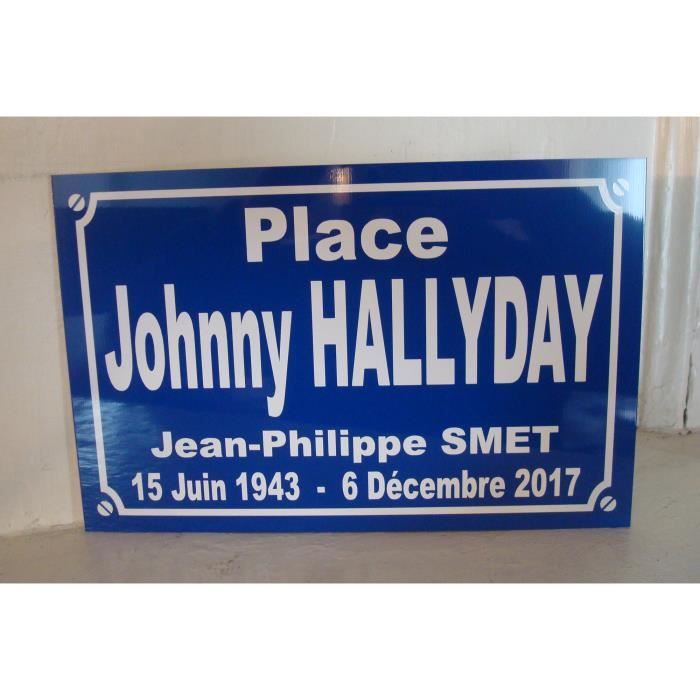 Place
Johnny HALLYDAY
Jean-Philippe SMET
15 Juin 1943 - 6 Décembre 2017